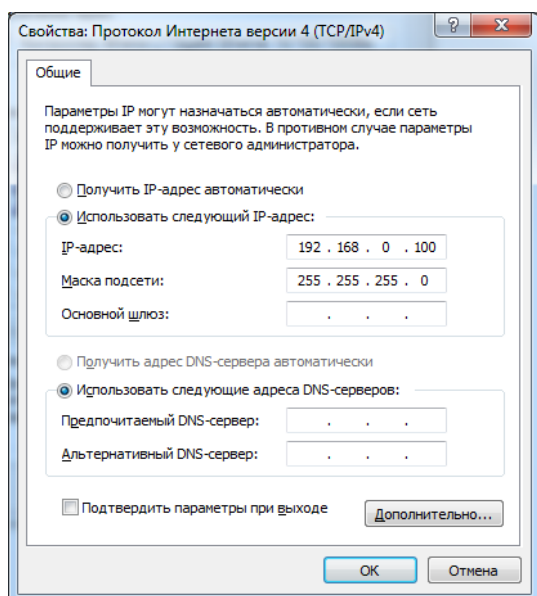 Свойства: Протокол Интернета версии 4 (TCP/IPv4)
Общие
Параметры IP могут назначаться автоматически, если сеть
поддерживает эту возможность. В противном случае параметры
IP можно получить у сетевого администратора.
Получить IP-адрес автоматически
Использовать следующий IP-адрес:
IP-адрес: 192 . 168 . 0 . 100
Маска подсети: 255 . 255 . 255 . 0
Основной шлюз: . . .
Получить адрес DNS-сервера автоматически
Использовать следующие адреса DNS-серверов:
Предпочитаемый DNS-сервер: . . .
Альтернативный DNS-сервер: . . .
Подтвердить параметры при выходе
Дополнительно...
OK Отмена